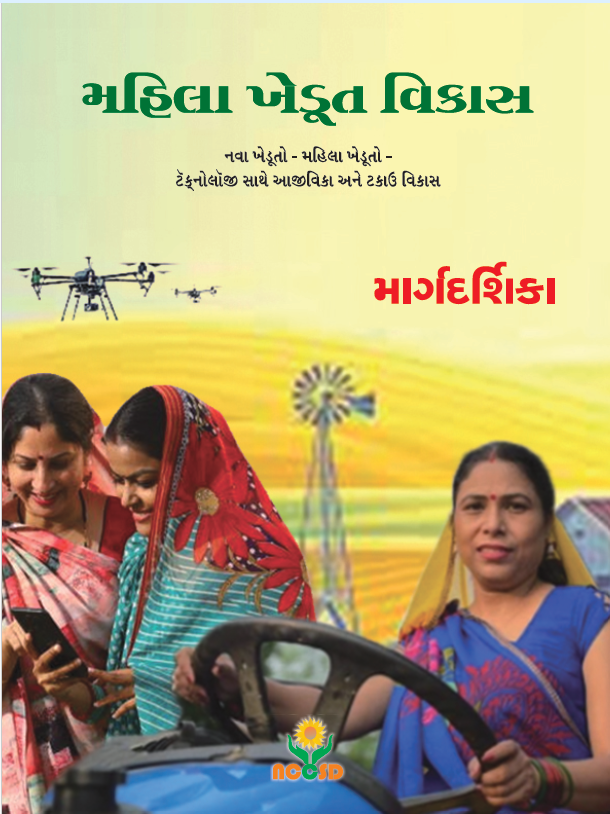 મહિલા ખેડૂત વિકાસ
નવા ખેડૂતો - મહિલા ખેડૂતો -
ટૅક્નોલૉજી સાથે આજીવિકા અને ટકાઉ વિકાસ
માર્ગદર્શિકા
nccsd